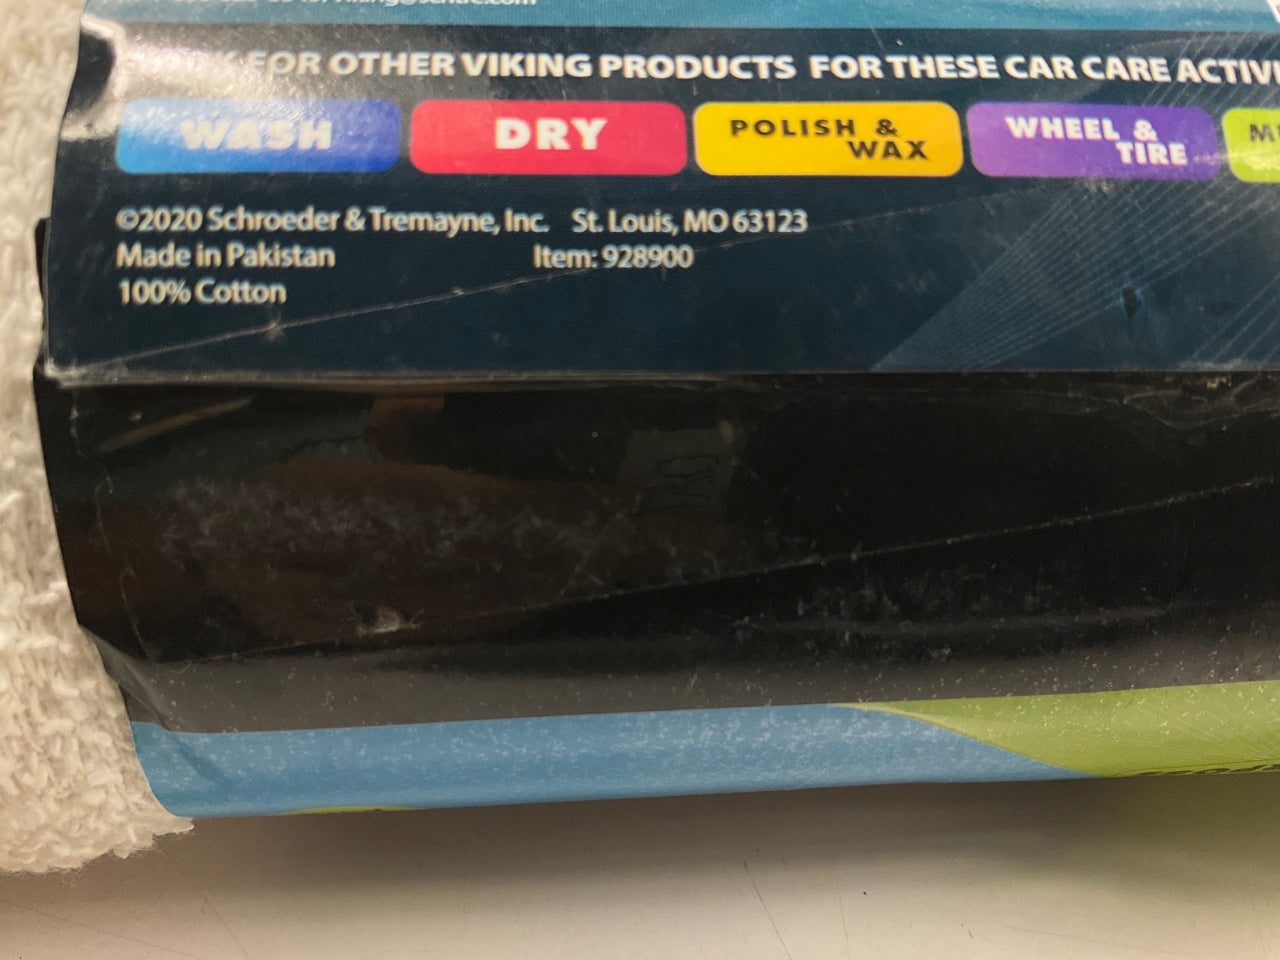 FOR OTHER VIKING PRODUCTS FOR THESE CAR CARE
WASH
DRY
POLISH &
WAX
WHEEL &
TIRE
©2020 Schroeder & Tremayne, Inc. St. Louis, MO 63123
Made in Pakistan Item: 928900
100% Cotton